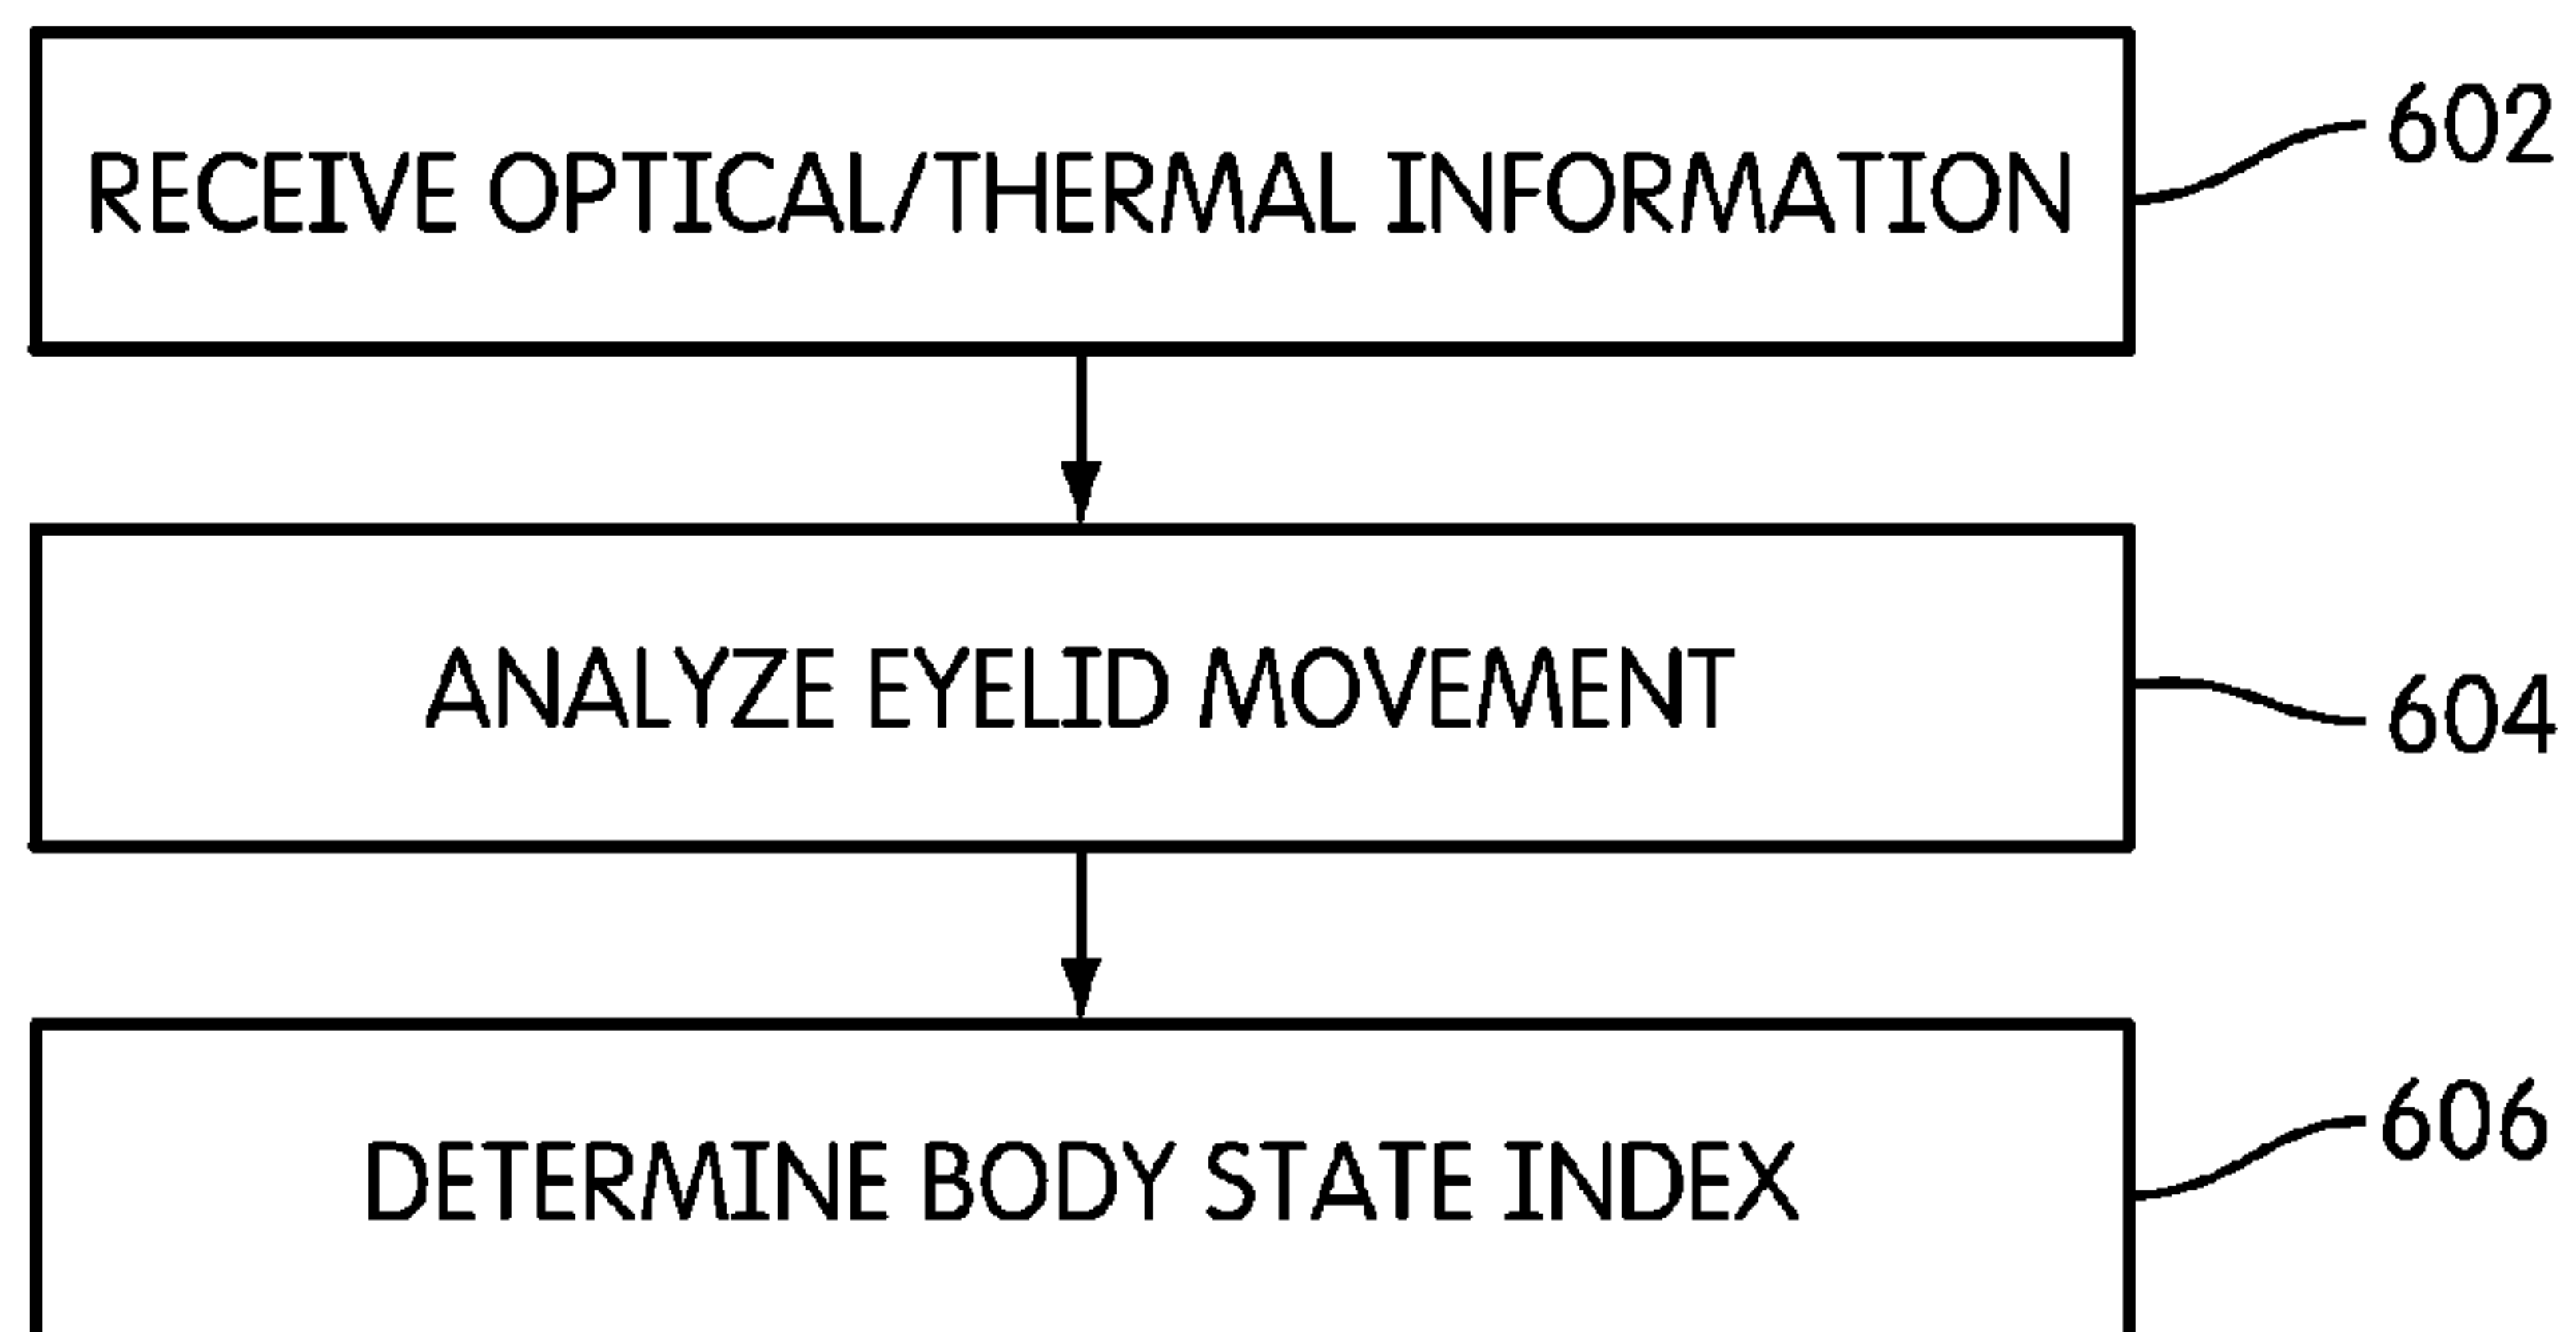 RECEIVE OPTICAL/THERMAL INFORMATION
602
ANALYZE EYELID MOVEMENT
604
DETERMINE BODY STATE INDEX
606